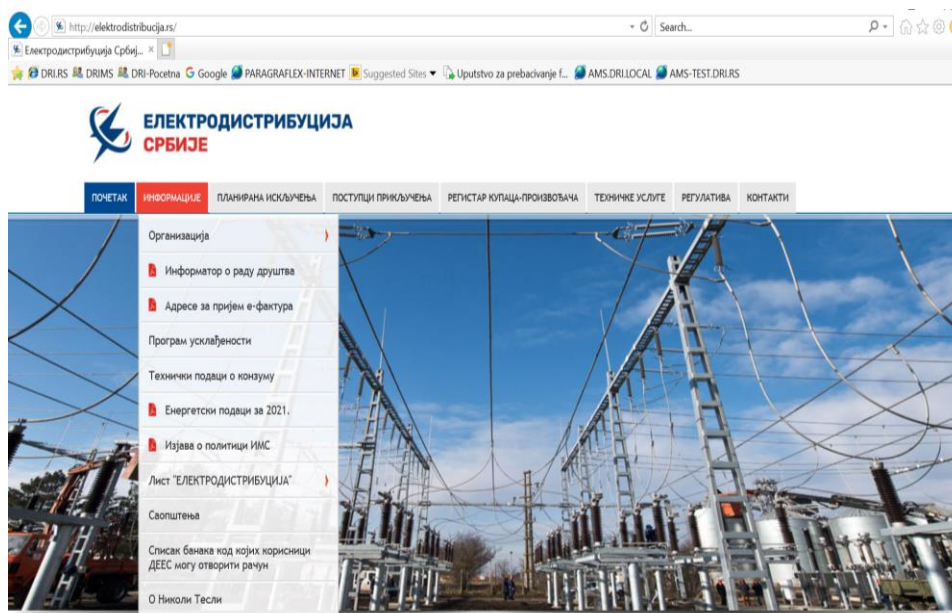 http://elektrodistribucija.rs/
Search...
Електродистрибуција Србиј...
DRI.RS DRIMS DRI-Pocetna Google PARAGRAFLEX-INTERNET Suggested Sites Uputstvo za prebacivanje f... AMS.DRI.LOCAL AMS-TEST.DRI.RS
ЕЛЕКТРОДИСТРИБУЦИЈА
СРБИЈЕ
ПОЧЕТАК ИНФОРМАЦИЈЕ ПЛАНИРАНА ИСКЉУЧЕЊА ПОСТУПЦИ ПРИКЉУЧЕЊА РЕГИСТАР КУПАЦА-ПРОИЗВОЂАЧА ТЕХНИЧКЕ УСЛУГЕ РЕГУЛАТИВА КОНТАКТИ
Организација
Информатор о раду друштва
Адресе за пријем е-фактура
Програм усклађености
Технички подаци о конзуму
Енергетски подаци за 2021.
Изјава о политици ИМС
Лист "ЕЛЕКТРОДИСТРИБУЦИЈА"
Саопштења
Списак банака код којих корисници
ДЕЕС могу отворити рачун
О Николи Тесли